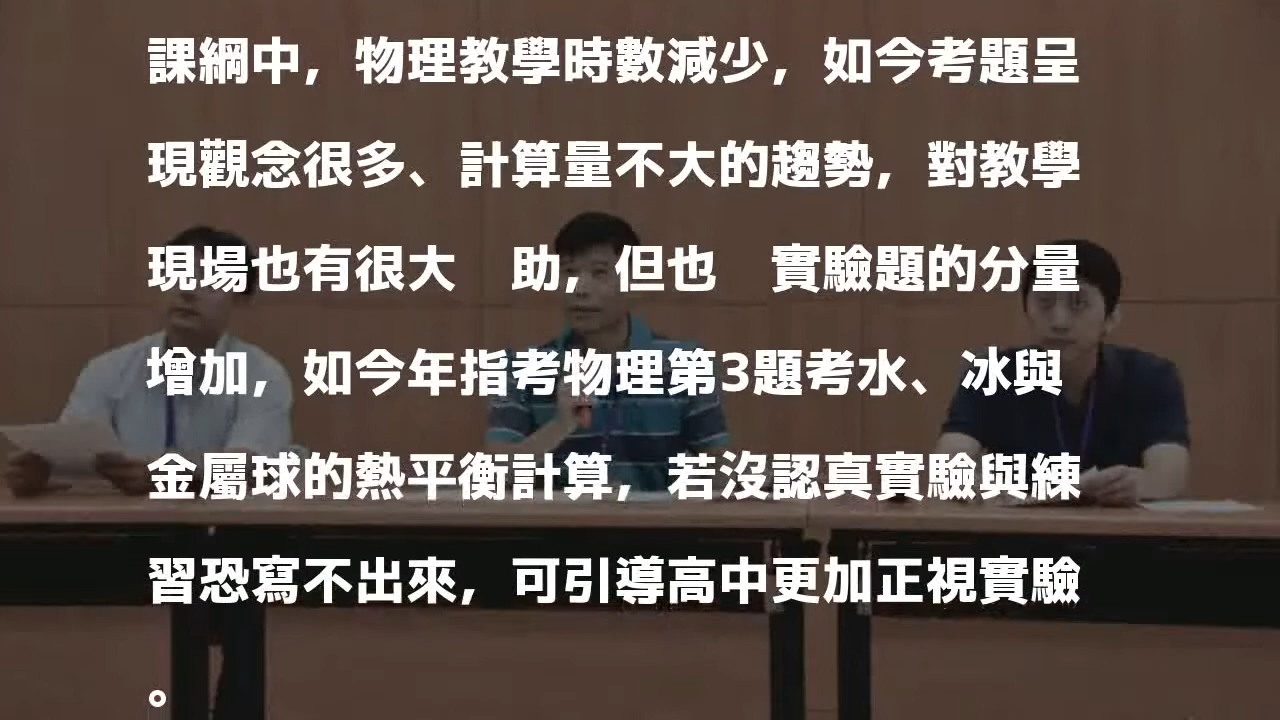 課綱中，物理教學時數減少，如今考題呈
現觀念很多、計算量不大的趨勢，對教學
現場也有很大　助，但也　實驗題的分量
增加，如今年指考物理第3題考水、冰與
金屬球的熱平衡計算，若沒認真實驗與練
習恐寫不出來，可引導高中更加正視實驗
。